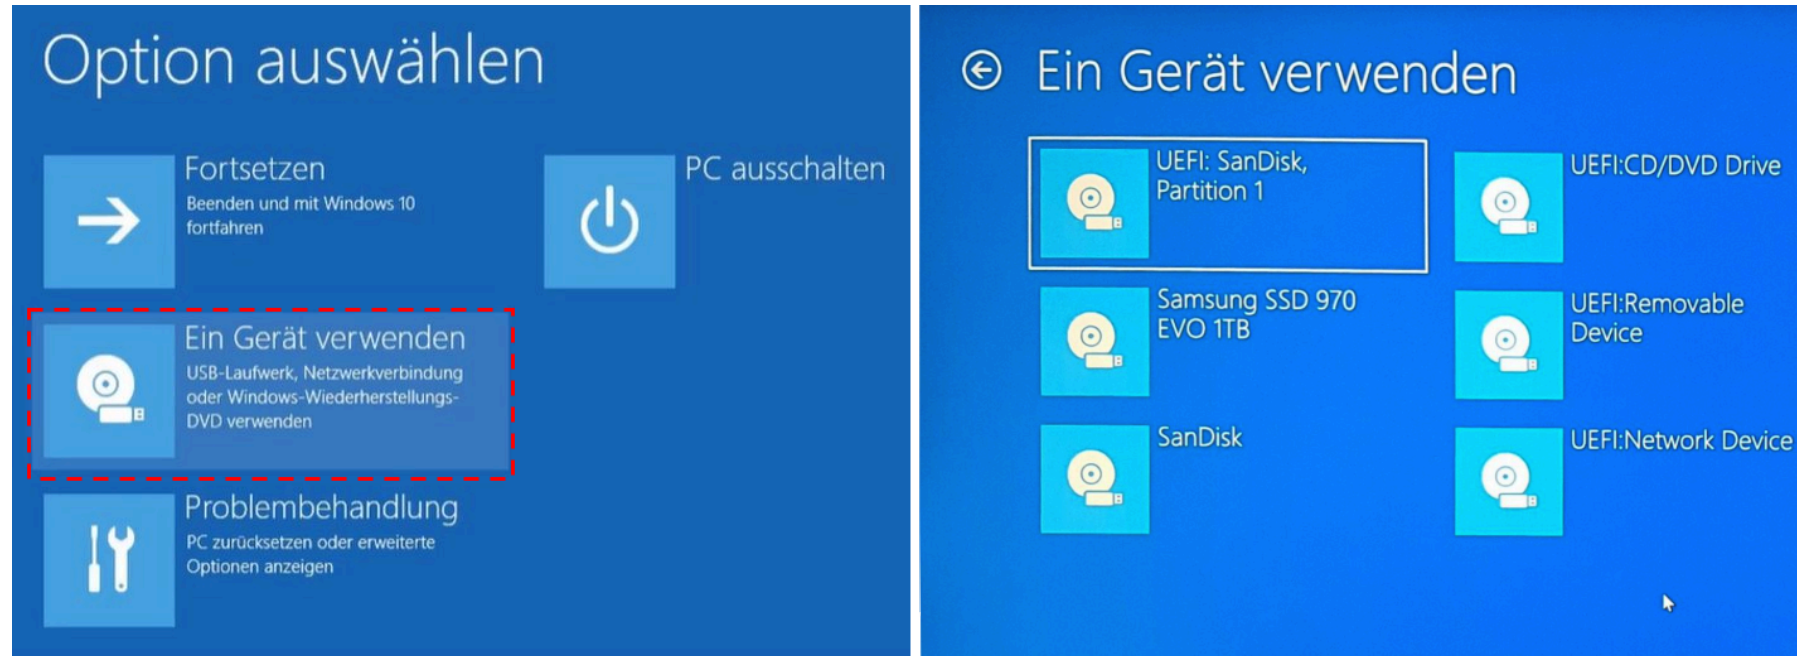 Option auswählen
Fortsetzen
Beenden und mit Windows 10
fortfahren
PC ausschalten
Ein Gerät verwenden
USB-Laufwerk, Netzwerkverbindung
oder Windows-Wiederherstellungs-
DVD verwenden
Problembehandlung
PC zurücksetzen oder erweiterte
Optionen anzeigen
Ein Gerät verwenden
UEFI: SanDisk,
Partition 1
Samsung SSD 970
EVO 1TB
SanDisk
UEFI:CD/DVD Drive
UEFI:Removable
Device
UEFI:Network Device